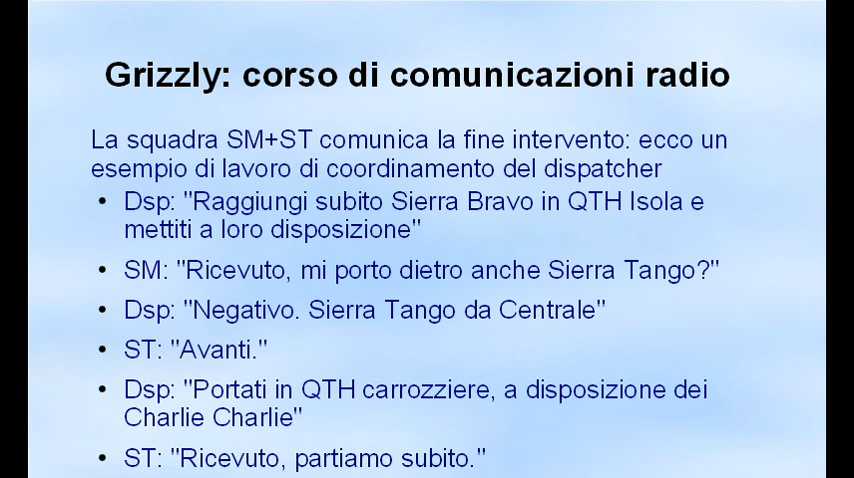 Grizzly: corso di comunicazioni radio
La squadra SM+ST comunica la fine intervento: ecco un
esempio di lavoro di coordinamento del dispatcher
• Dsp: "Raggiungi subito Sierra Bravo in QTH Isola e
mettiti a loro disposizione"
• SM: "Ricevuto, mi porto dietro anche Sierra Tango?"
• Dsp: "Negativo. Sierra Tango da Centrale"
• ST: "Avanti."
• Dsp: "Portati in QTH carrozziere, a disposizione dei
Charlie Charlie"
• ST: "Ricevuto, partiamo subito."